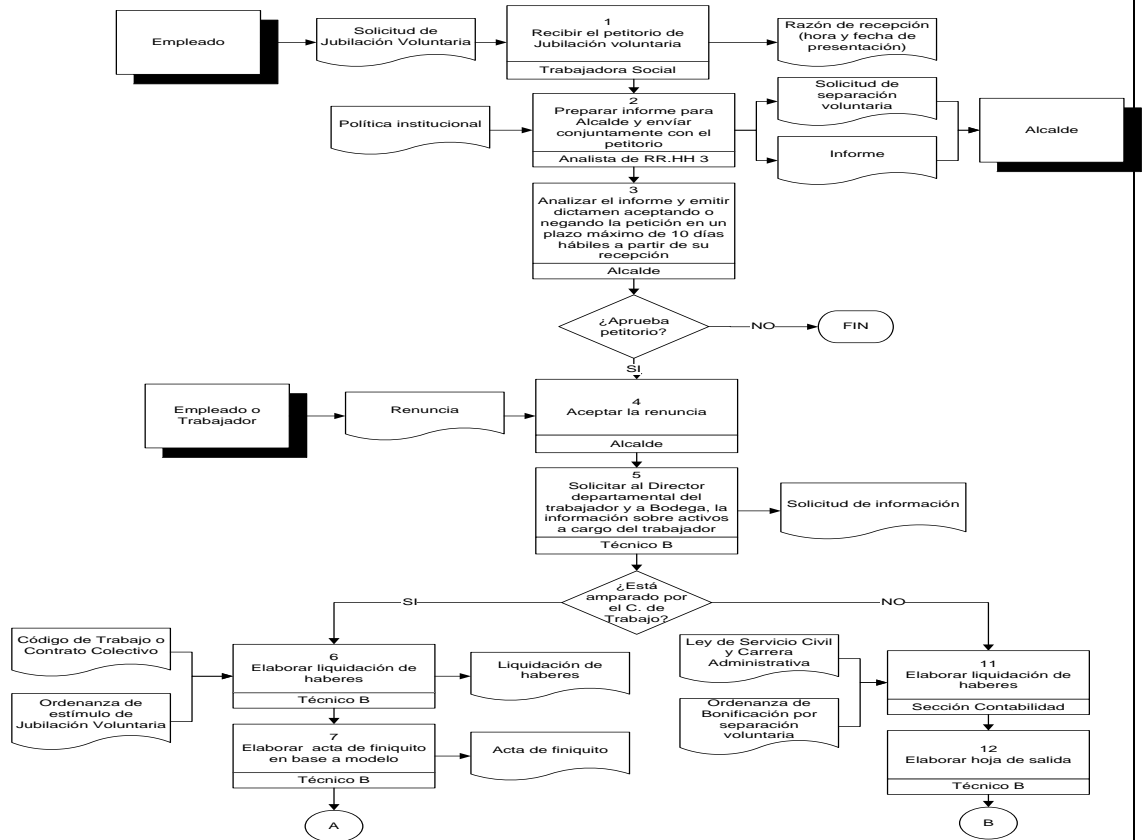 Empleado
Solicitud de
Jubilación Voluntaria
1
Recibir el petitorio de
Jubilación voluntaria
Trabajadora Social
Razón de recepción
(hora y fecha de
presentación)
Política institucional
2
Preparar informe para
Alcalde y envíar
conjuntamente con el
petitorio
Analista de RR.HH 3
Solicitud de
separación
voluntaria
Informe
Alcalde
3
Analizar el informe y emitir
dictamen aceptando o
negando la petición en un
plazo máximo de 10 días
hábiles a partir de su
recepción
Alcalde
¿Aprueba
petitorio?
NO
FIN
SI
Empleado o
Trabajador
Renuncia
4
Aceptar la renuncia
Alcalde
5
Solicitar al Director
departamental del
trabajador y a Bodega, la
información sobre activos
a cargo del trabajador
Técnico B
Solicitud de información
¿Está
amparado por
el C. de
Trabajo?
SI
NO
Código de Trabajo o
Contrato Colectivo
Ordenanza de
estímulo de
Jubilación Voluntaria
6
Elaborar liquidación de
haberes
Técnico B
Liquidación de
haberes
7
Elaborar acta de finiquito
en base a modelo
Técnico B
Acta de finiquito
A
Ley de Servicio Civil
y Carrera
Administrativa
Ordenanza de
Bonificación por
separación
voluntaria
11
Elaborar liquidación de
haberes
Sección Contabilidad
12
Elaborar hoja de salida
Técnico B
B